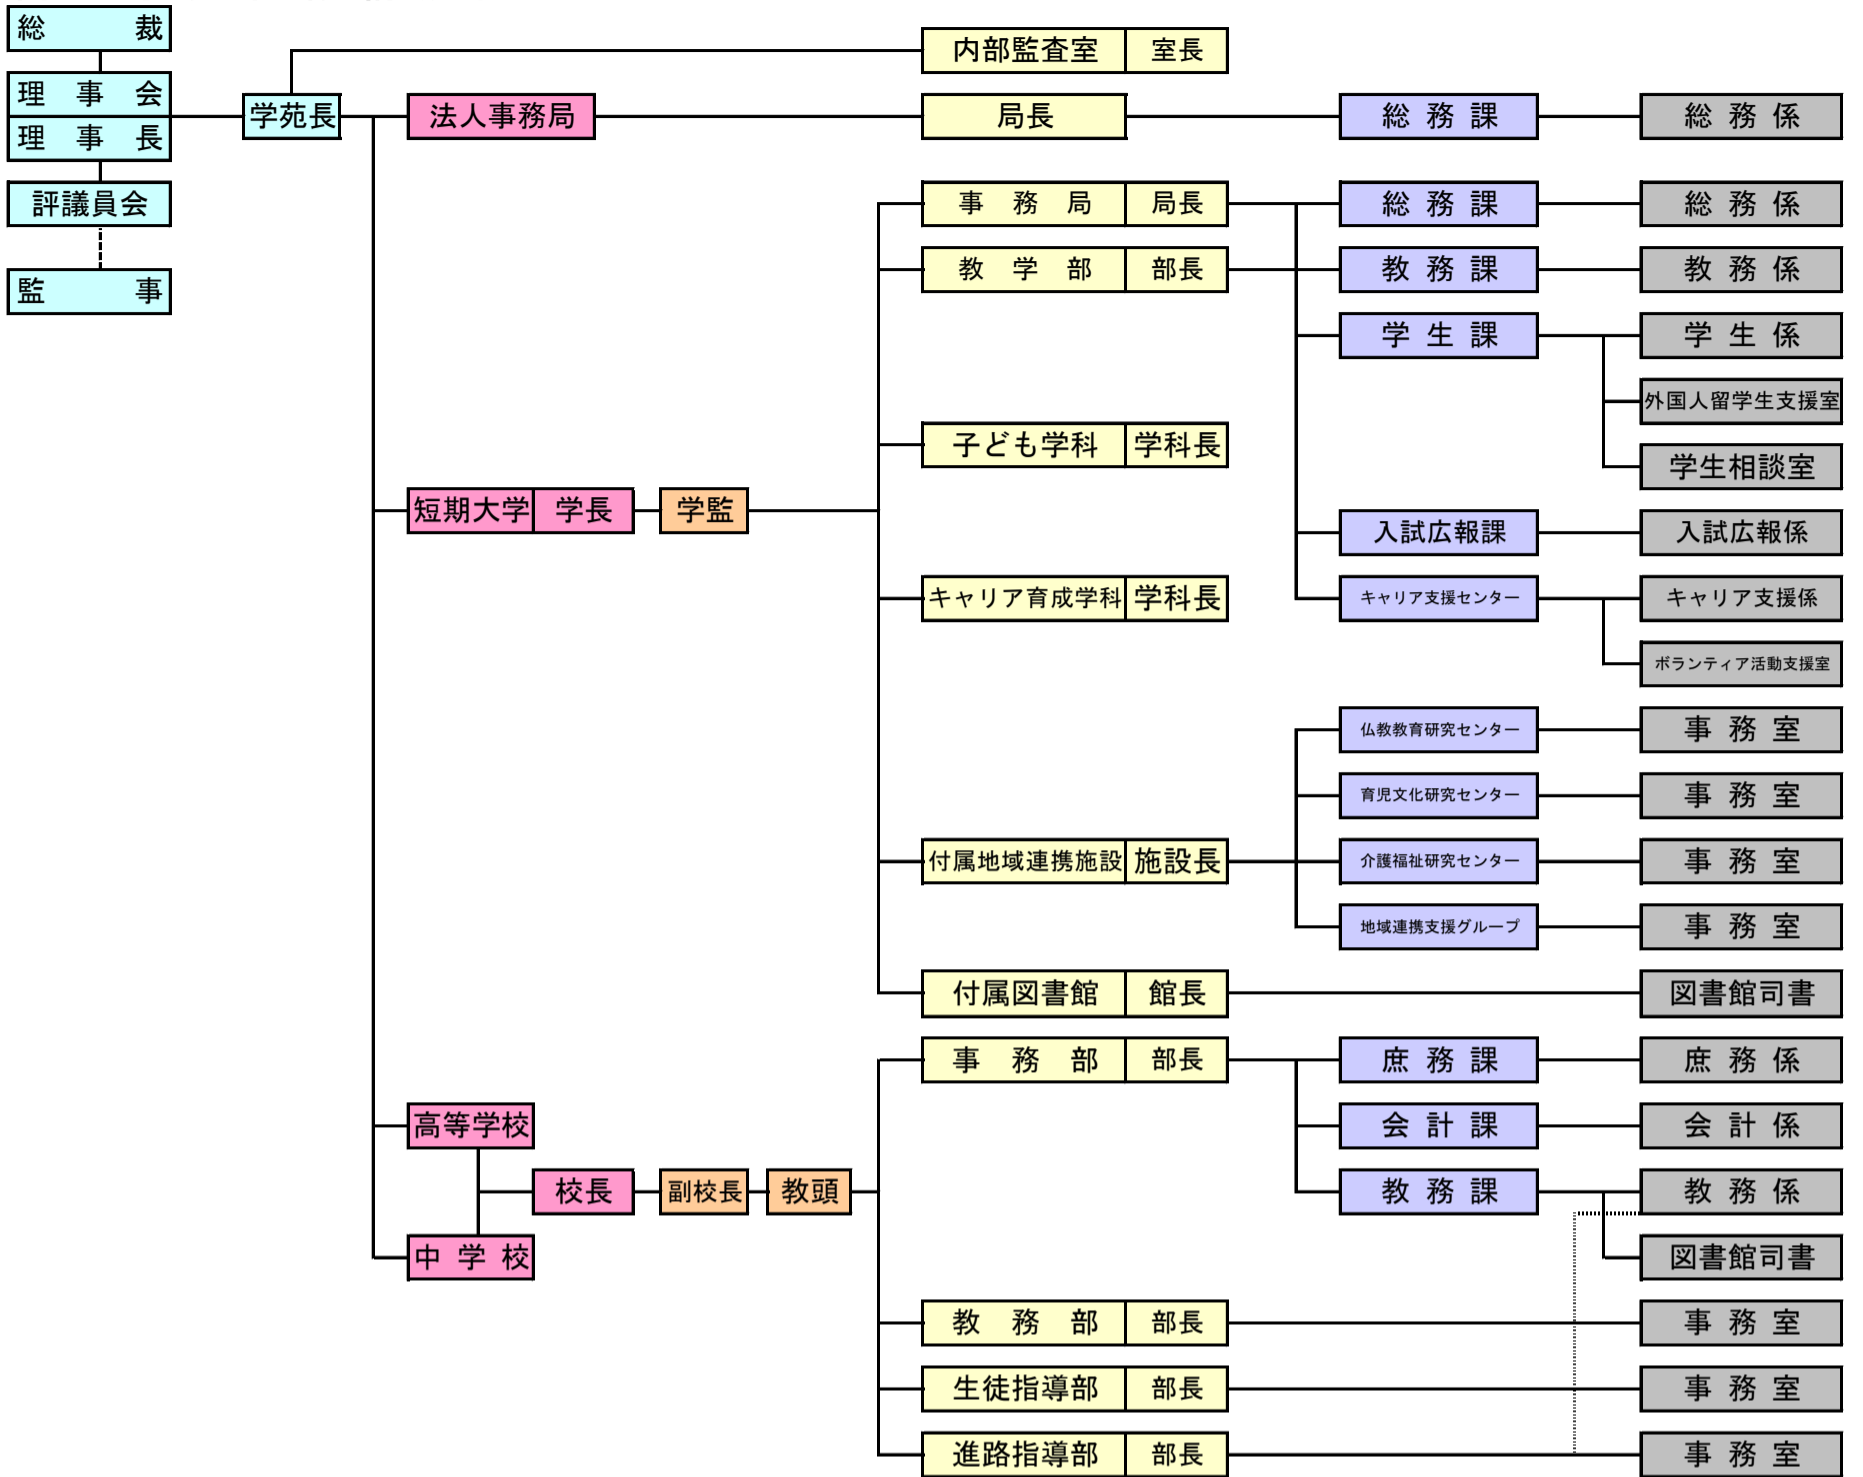 総裁
理事会
理事長
評議員会
監事
学苑長
内部監査室 室長
法人事務局 局長 総務課 総務係
事務局 局長 総務課 総務係
教学部 部長 教務課 教務係
学生課 学生係
外国人留学生支援室
子ども学科 学科長
学生相談室
短期大学 学長 学監
入試広報課 入試広報係
キャリア育成学科 学科長 キャリア支援センター キャリア支援係
ボランティア活動支援室
仏教教育研究センター 事務室
育児文化研究センター 事務室
付属地域連携施設 施設長 介護福祉研究センター 事務室
地域連携支援グループ 事務室
付属図書館 館長 図書館司書
事務部 部長 庶務課 庶務係
高等学校 会計課 会計係
校長 副校長 教頭 教務課 教務係
中学校 図書館司書
教務部 部長 事務室
生徒指導部 部長 事務室
進路指導部 部長 事務室